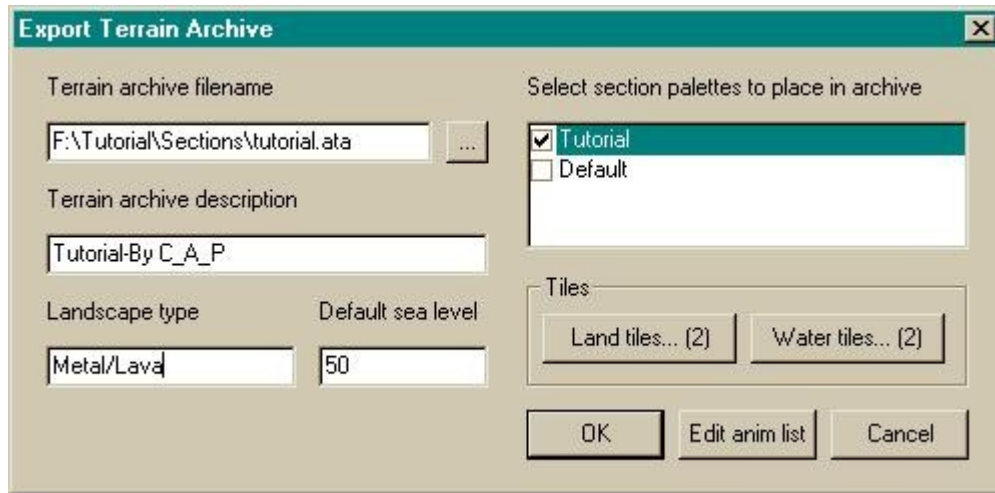 Export Terrain Archive
Terrain archive filename
F:\Tutorial\Sections\tutorial.ata
...
Terrain archive description
Tutorial-By C_A_P
Landscape type
Default sea level
Metal/Lava
50
Select section palettes to place in archive
Tutorial
Default
Tiles
Land tiles... (2)
Water tiles... (2)
OK
Edit anim list
Cancel